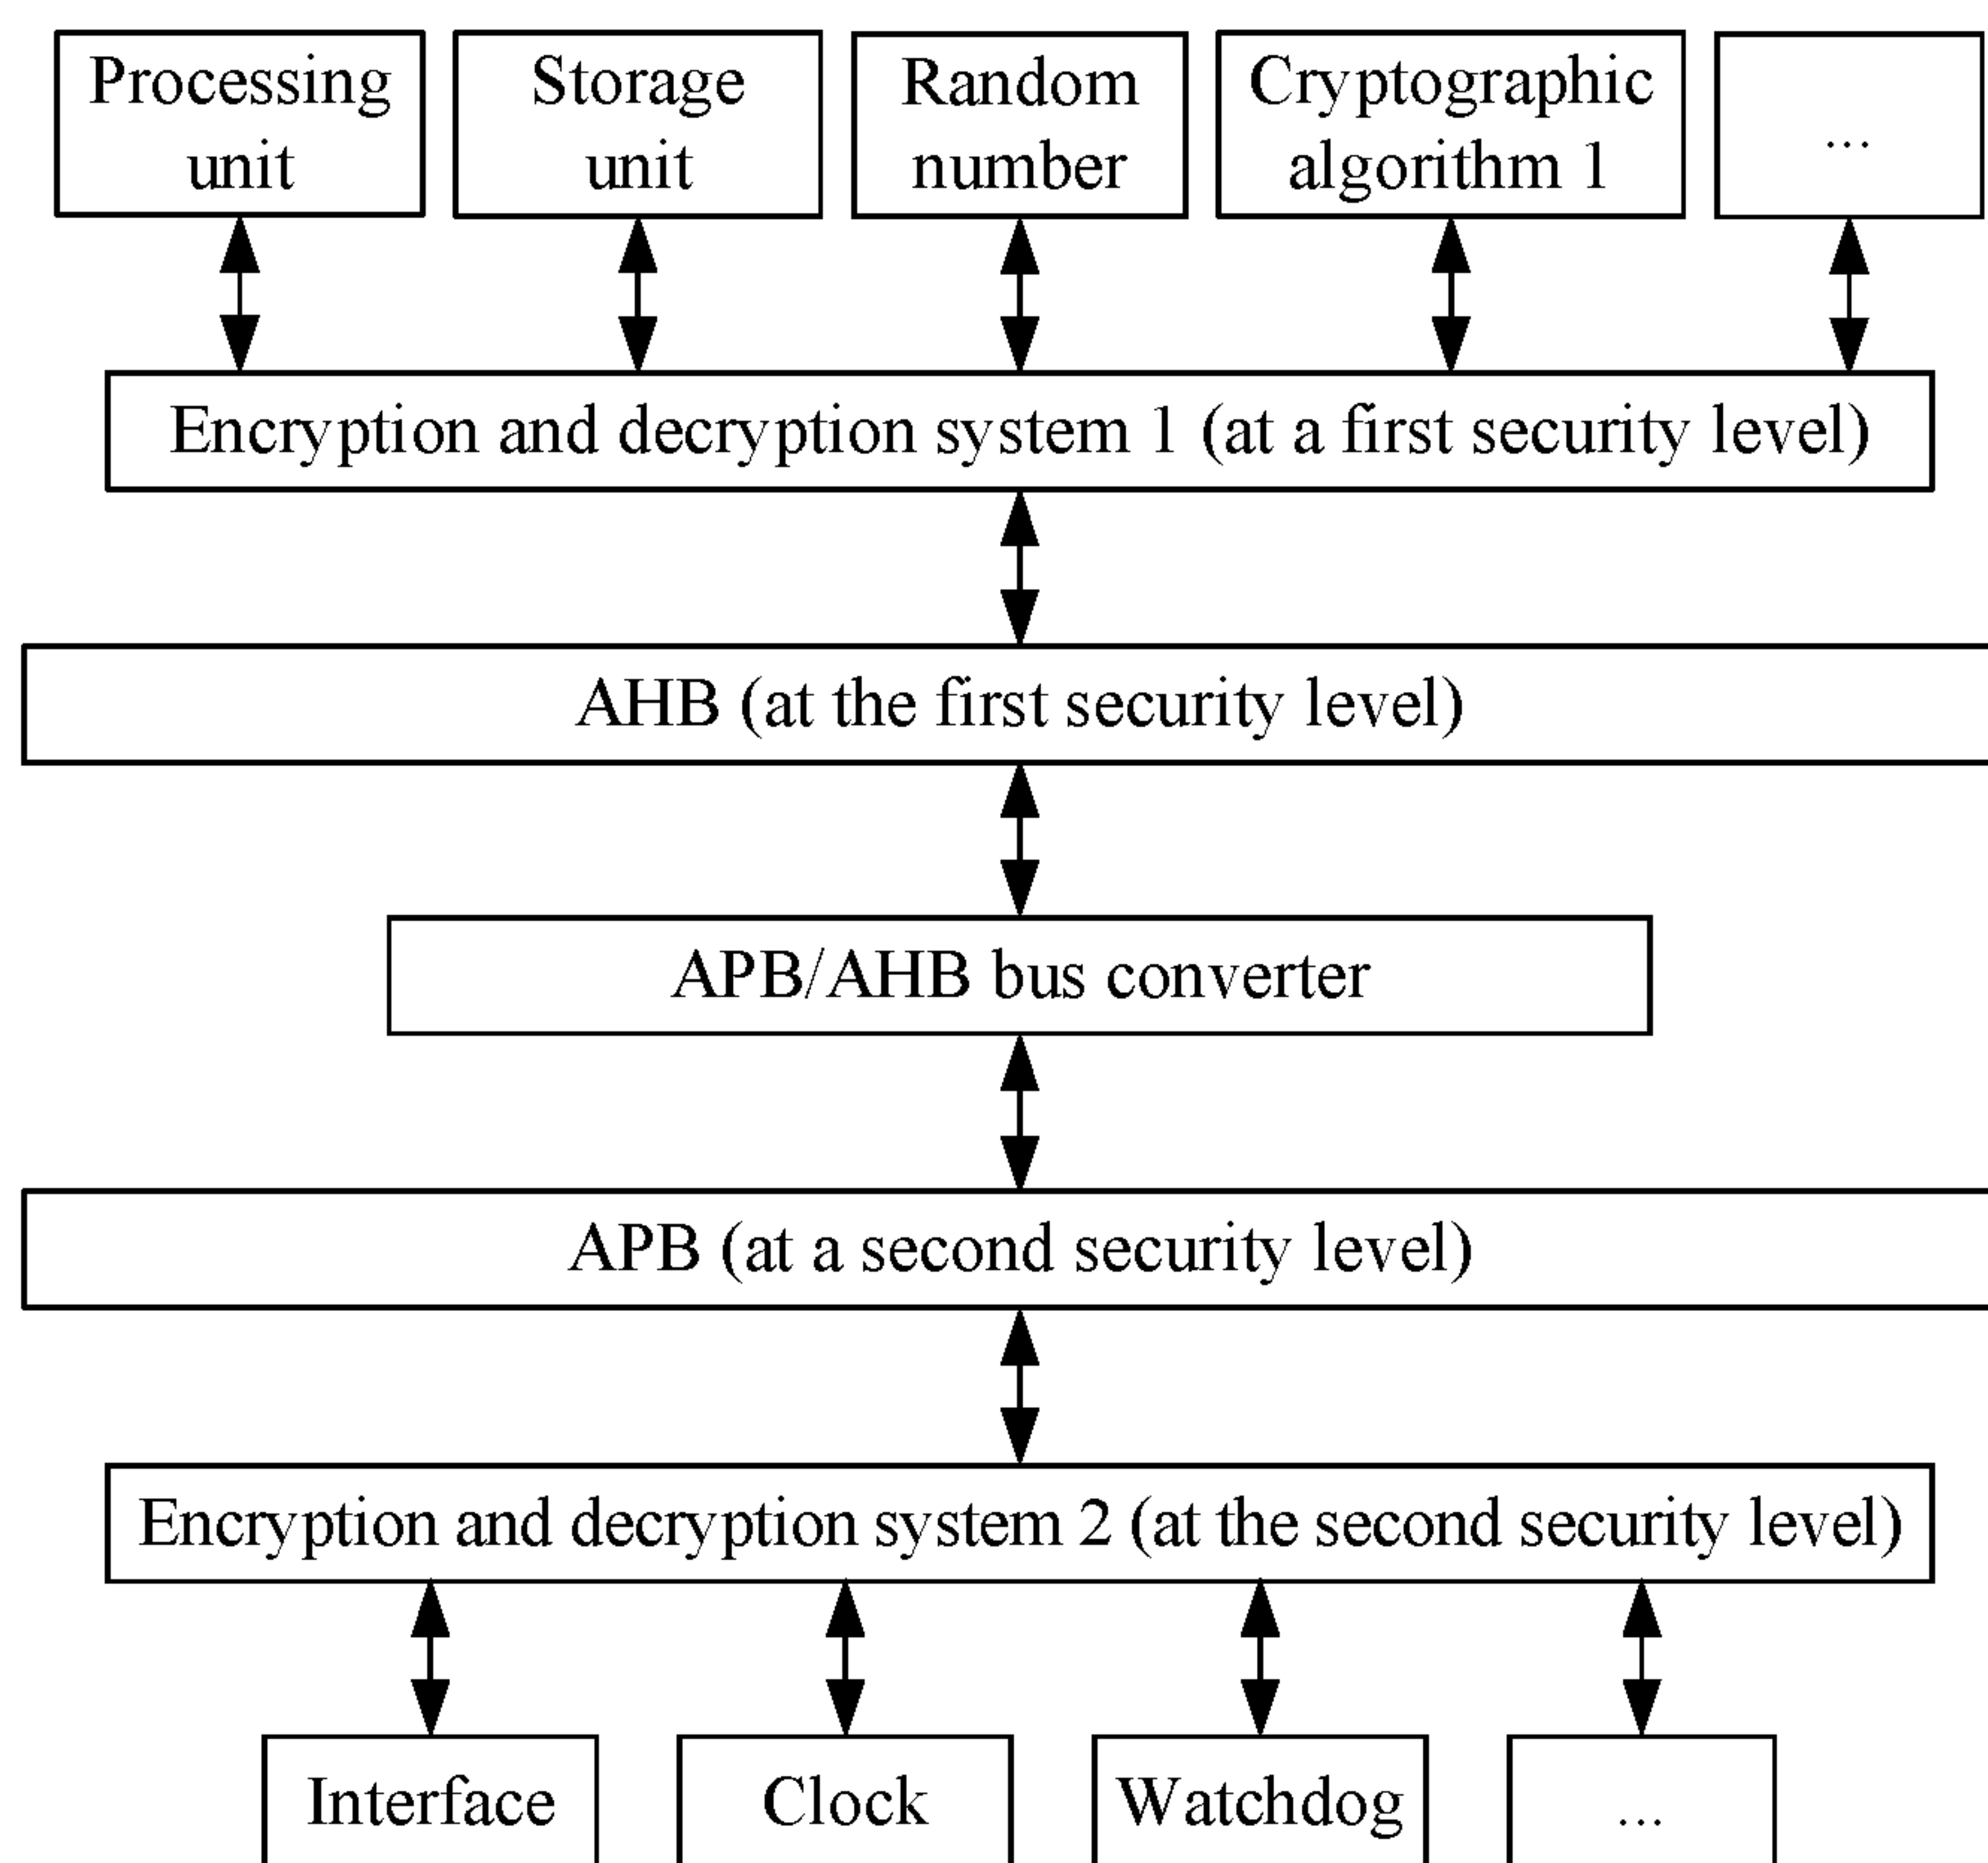 Processing
unit
Storage
unit
Random
number
Cryptographic
algorithm 1
...
Encryption and decryption system 1 (at a first security level)
AHB (at the first security level)
APB/AHB bus converter
APB (at a second security level)
Encryption and decryption system 2 (at the second security level)
Interface
Clock
Watchdog
...